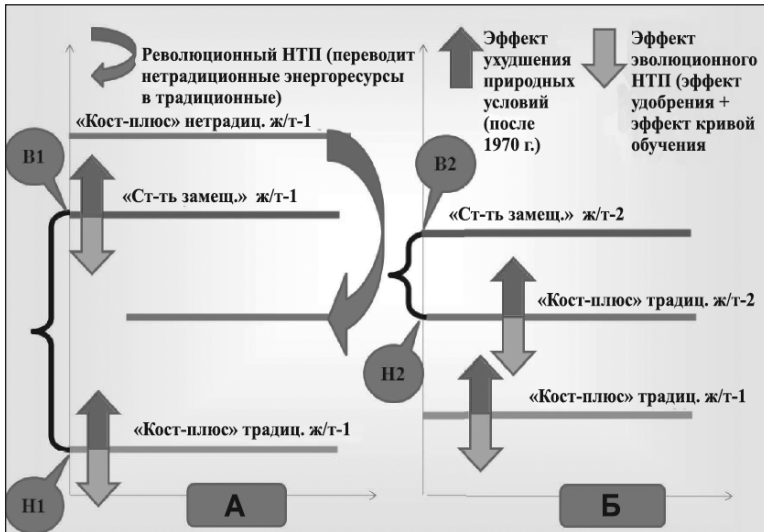 Революционный НТП (переводит
нетрадиционные энергоресурсы
в традиционные)
«Кост-плюс» нетрадиц. ж/т-1
В1
«Ст-ть замещ.» ж/т-1
«Кост-плюс» традиц. ж/т-1
Н1
А
Эффект
ухудшения
природных
условий
(после
1970 г.)
Эффект
эволюционного
НТП (эффект
удобрения +
эффект кривой
обучения
В2
«Ст-ть замещ.» ж/т-2
«Кост-плюс» традиц. ж/т-2
Н2
«Кост-плюс» традиц. ж/т-1
Б